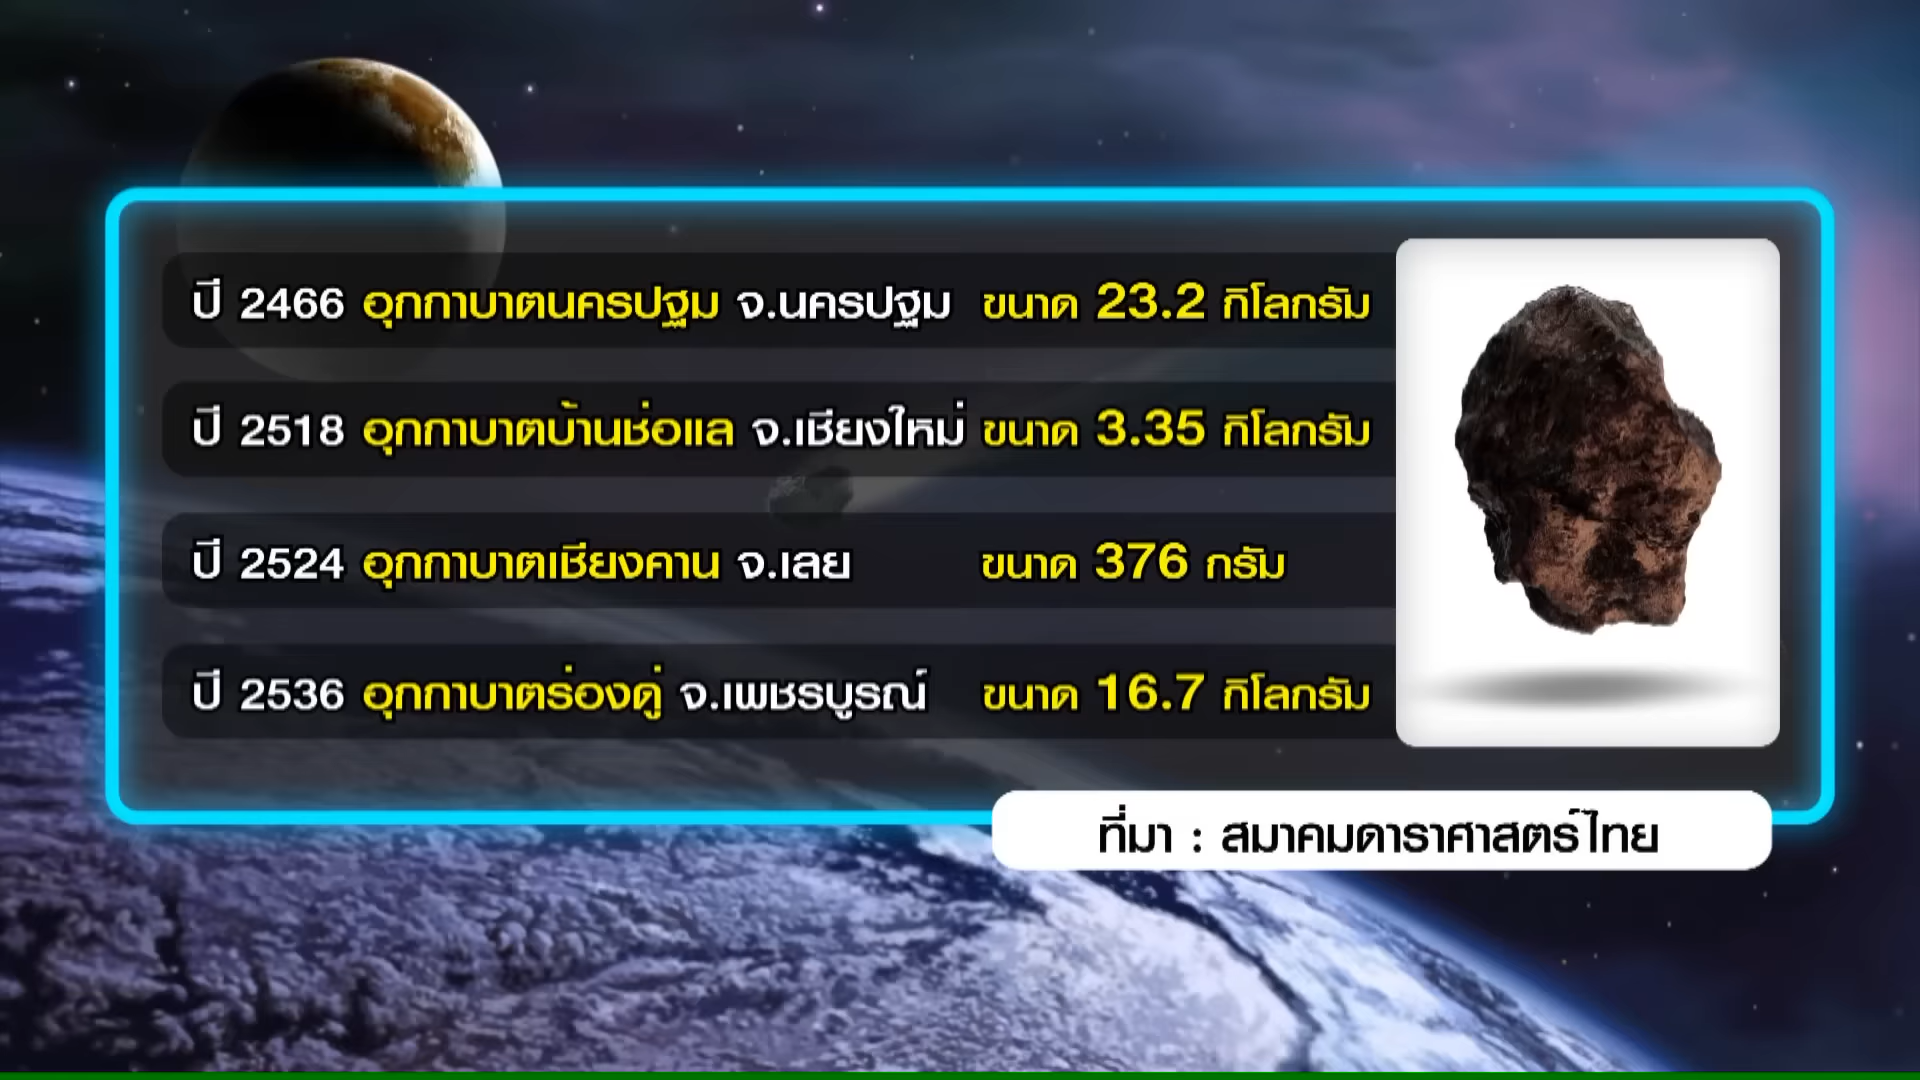 ปี 2466 อุกกาบาตนครปฐม จ.นครปฐม ขนาด 23.2 กิโลกรัม
ปี 2518 อุกกาบาตบ้านช่อแล จ.เชียงใหม่ ขนาด 3.35 กิโลกรัม
ปี 2524 อุกกาบาตเชียงคาน จ.เลย ขนาด 376 กรัม
ปี 2536 อุกกาบาตร่องดู่ จ.เพชรบูรณ์ ขนาด 16.7 กิโลกรัม
ที่มา : สมาคมดาราศาสตร์ไทย